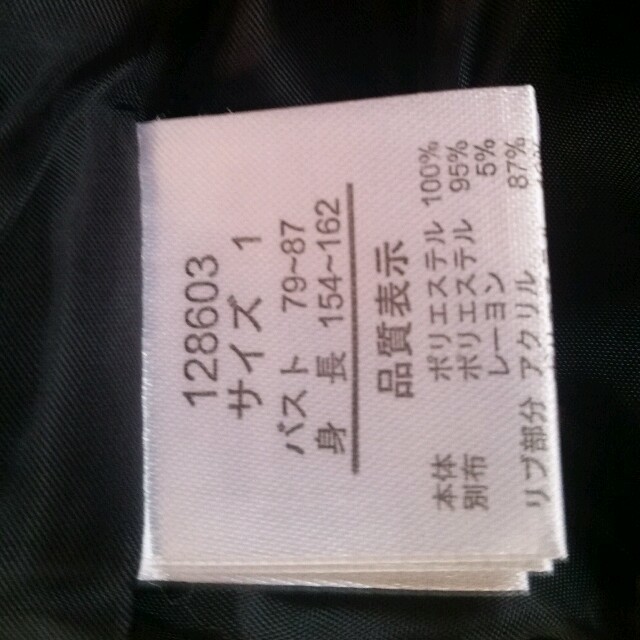 128603
サイズ 1
バスト 79~87
身 長 154~162
品質表示
本体 ポリエステル 100%
別布 ポリエステル 95%
レーヨン 5%
リブ部分 アクリル 87%